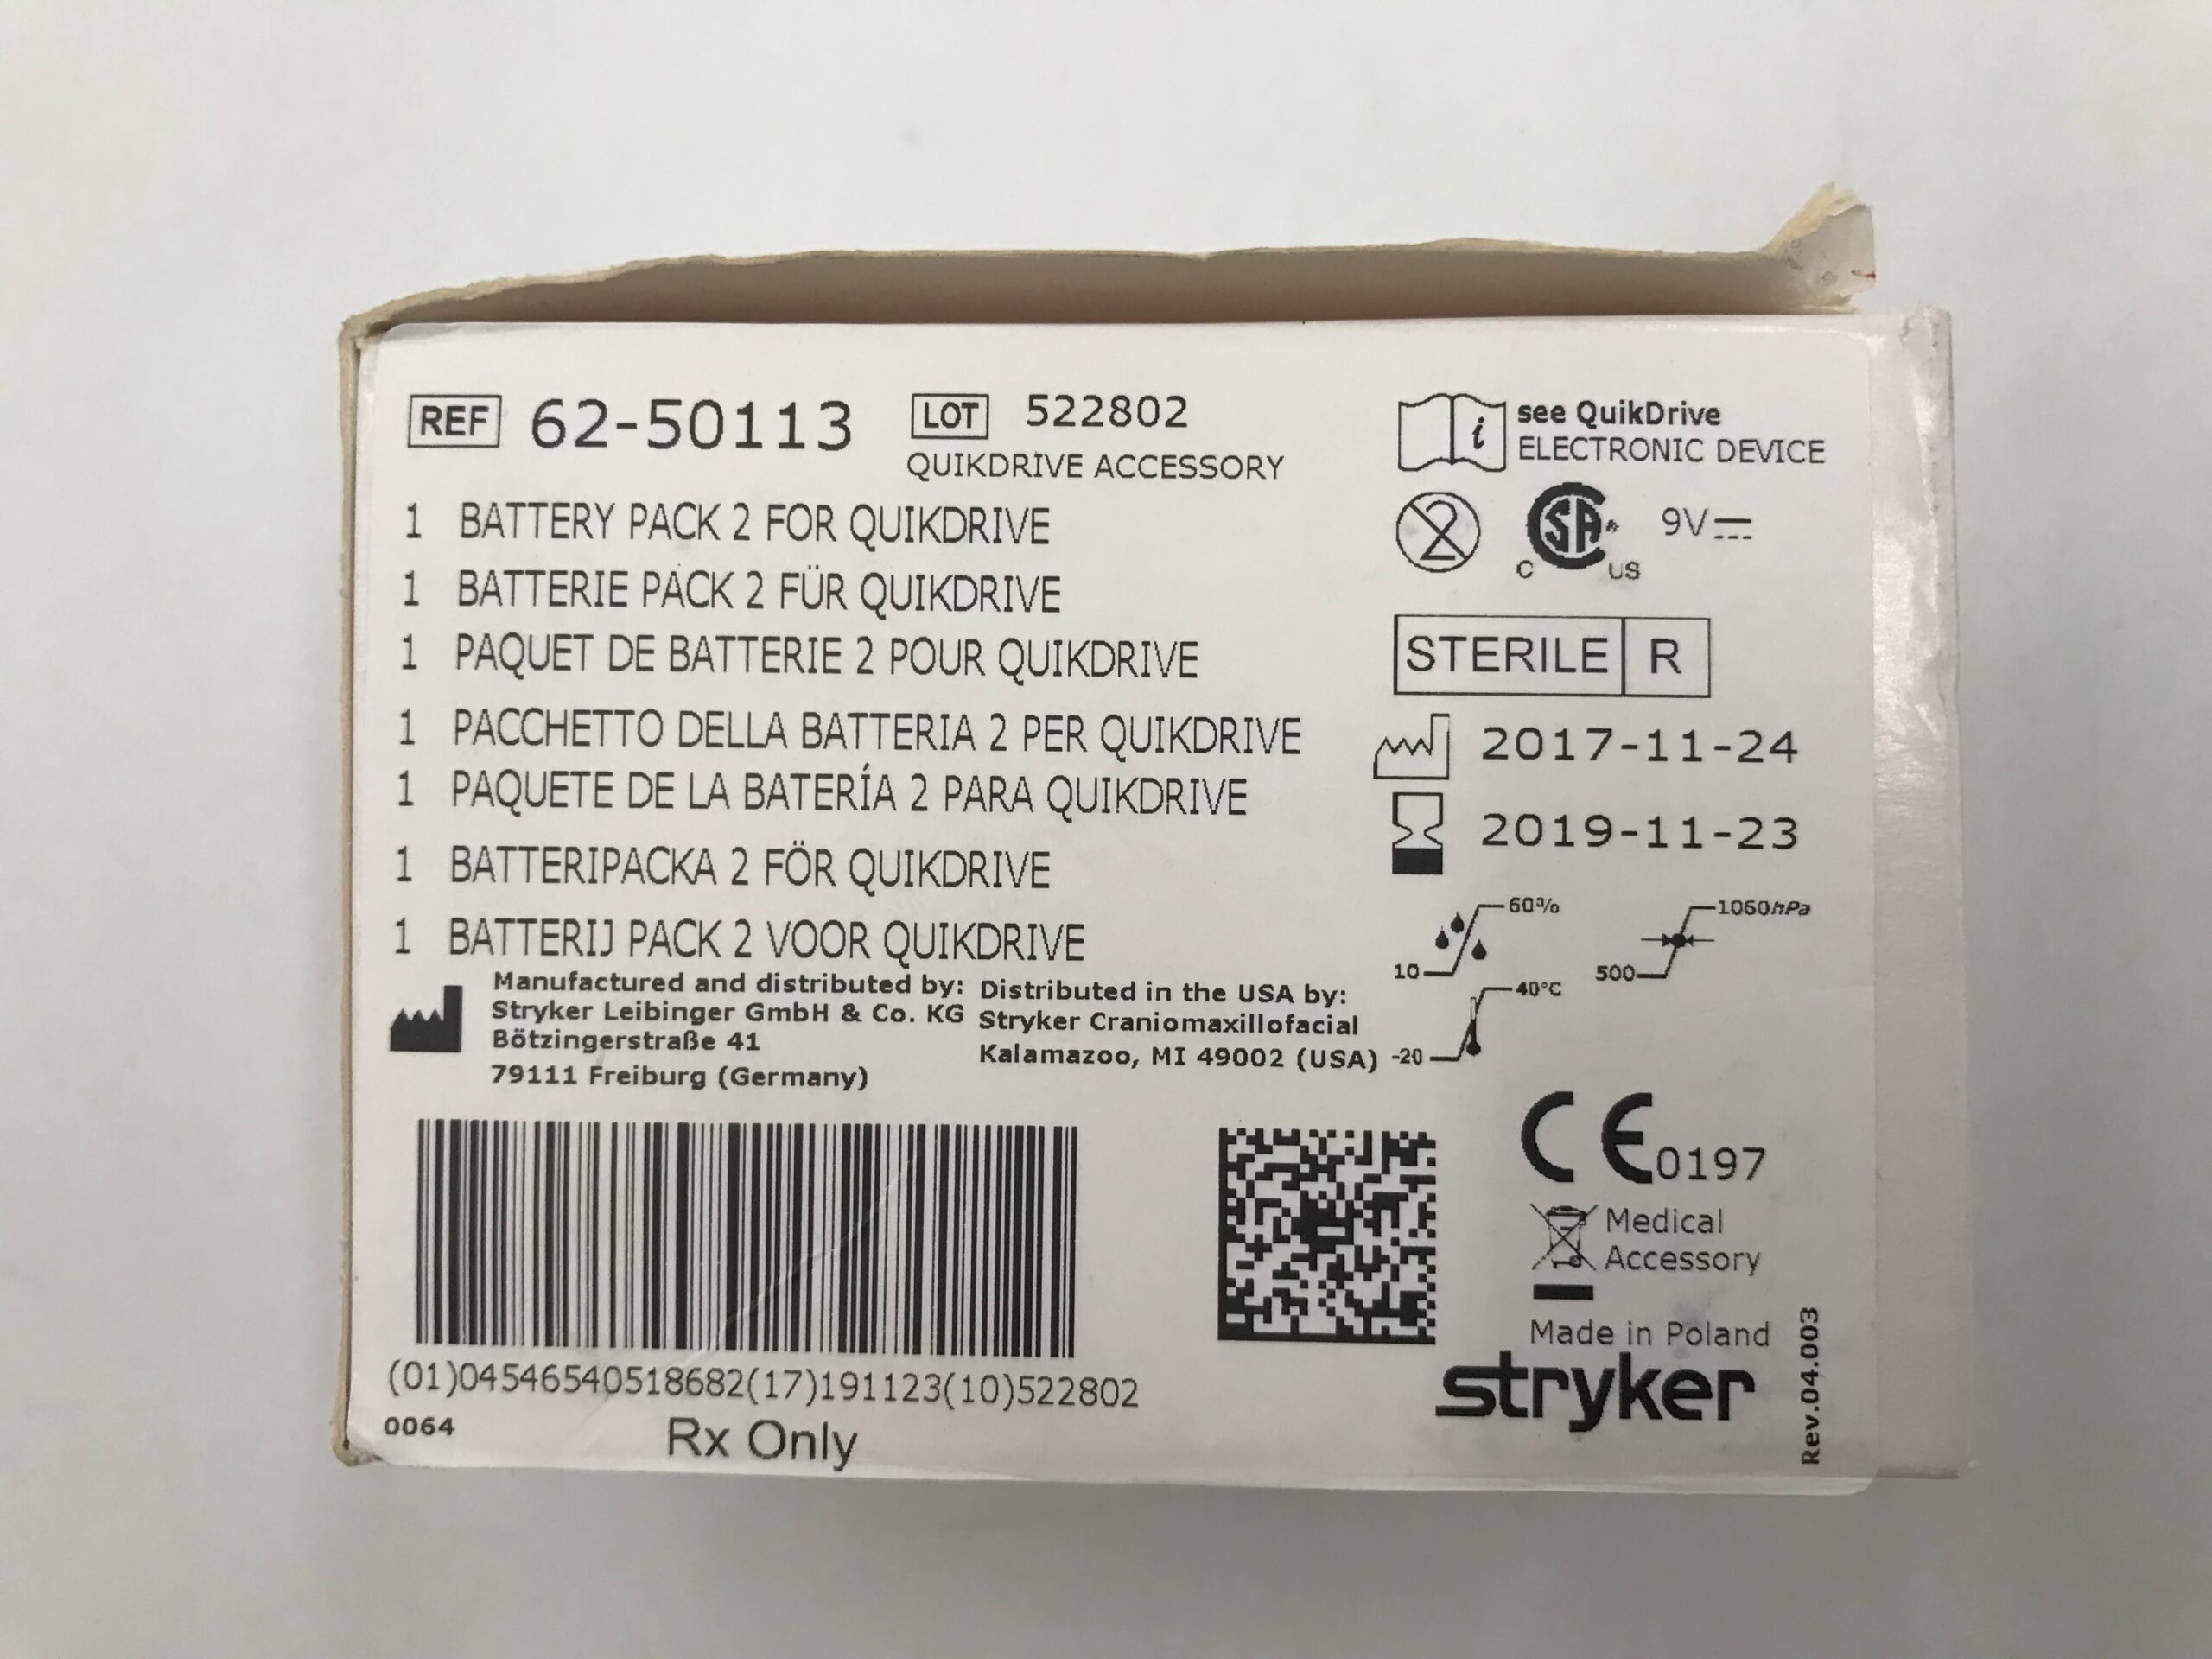 REF 62-50113
LOT 522802
QUIKDRIVE ACCESSORY
1 BATTERY PACK 2 FOR QUIKDRIVE
1 BATTERIE PACK 2 FÜR QUIKDRIVE
1 PAQUET DE BATTERIE 2 POUR QUIKDRIVE
1 PACCHETTO DELLA BATTERIA 2 PER QUIKDRIVE
1 PAQUETE DE LA BATERÍA 2 PARA QUIKDRIVE
1 BATTERIPACKA 2 FÖR QUIKDRIVE
1 BATTERIJ PACK 2 VOOR QUIKDRIVE
Manufactured and distributed by:
Stryker Leibinger GmbH & Co. KG
Bötzingerstraße 41
79111 Freiburg (Germany)
Distributed in the USA by:
Stryker Craniomaxillofacial
Kalamazoo, MI 49002 (USA)
i see QuikDrive
ELECTRONIC DEVICE
2
C SA US
9V
STERILE R
2017-11-24
2019-11-23
60%
10
1060hPa
500
40°C
-20
CE 0197
Medical
Accessory
Made in Poland
stryker
Rev.04.003
(01)04546540518682(17)191123(10)522802
0064
Rx Only